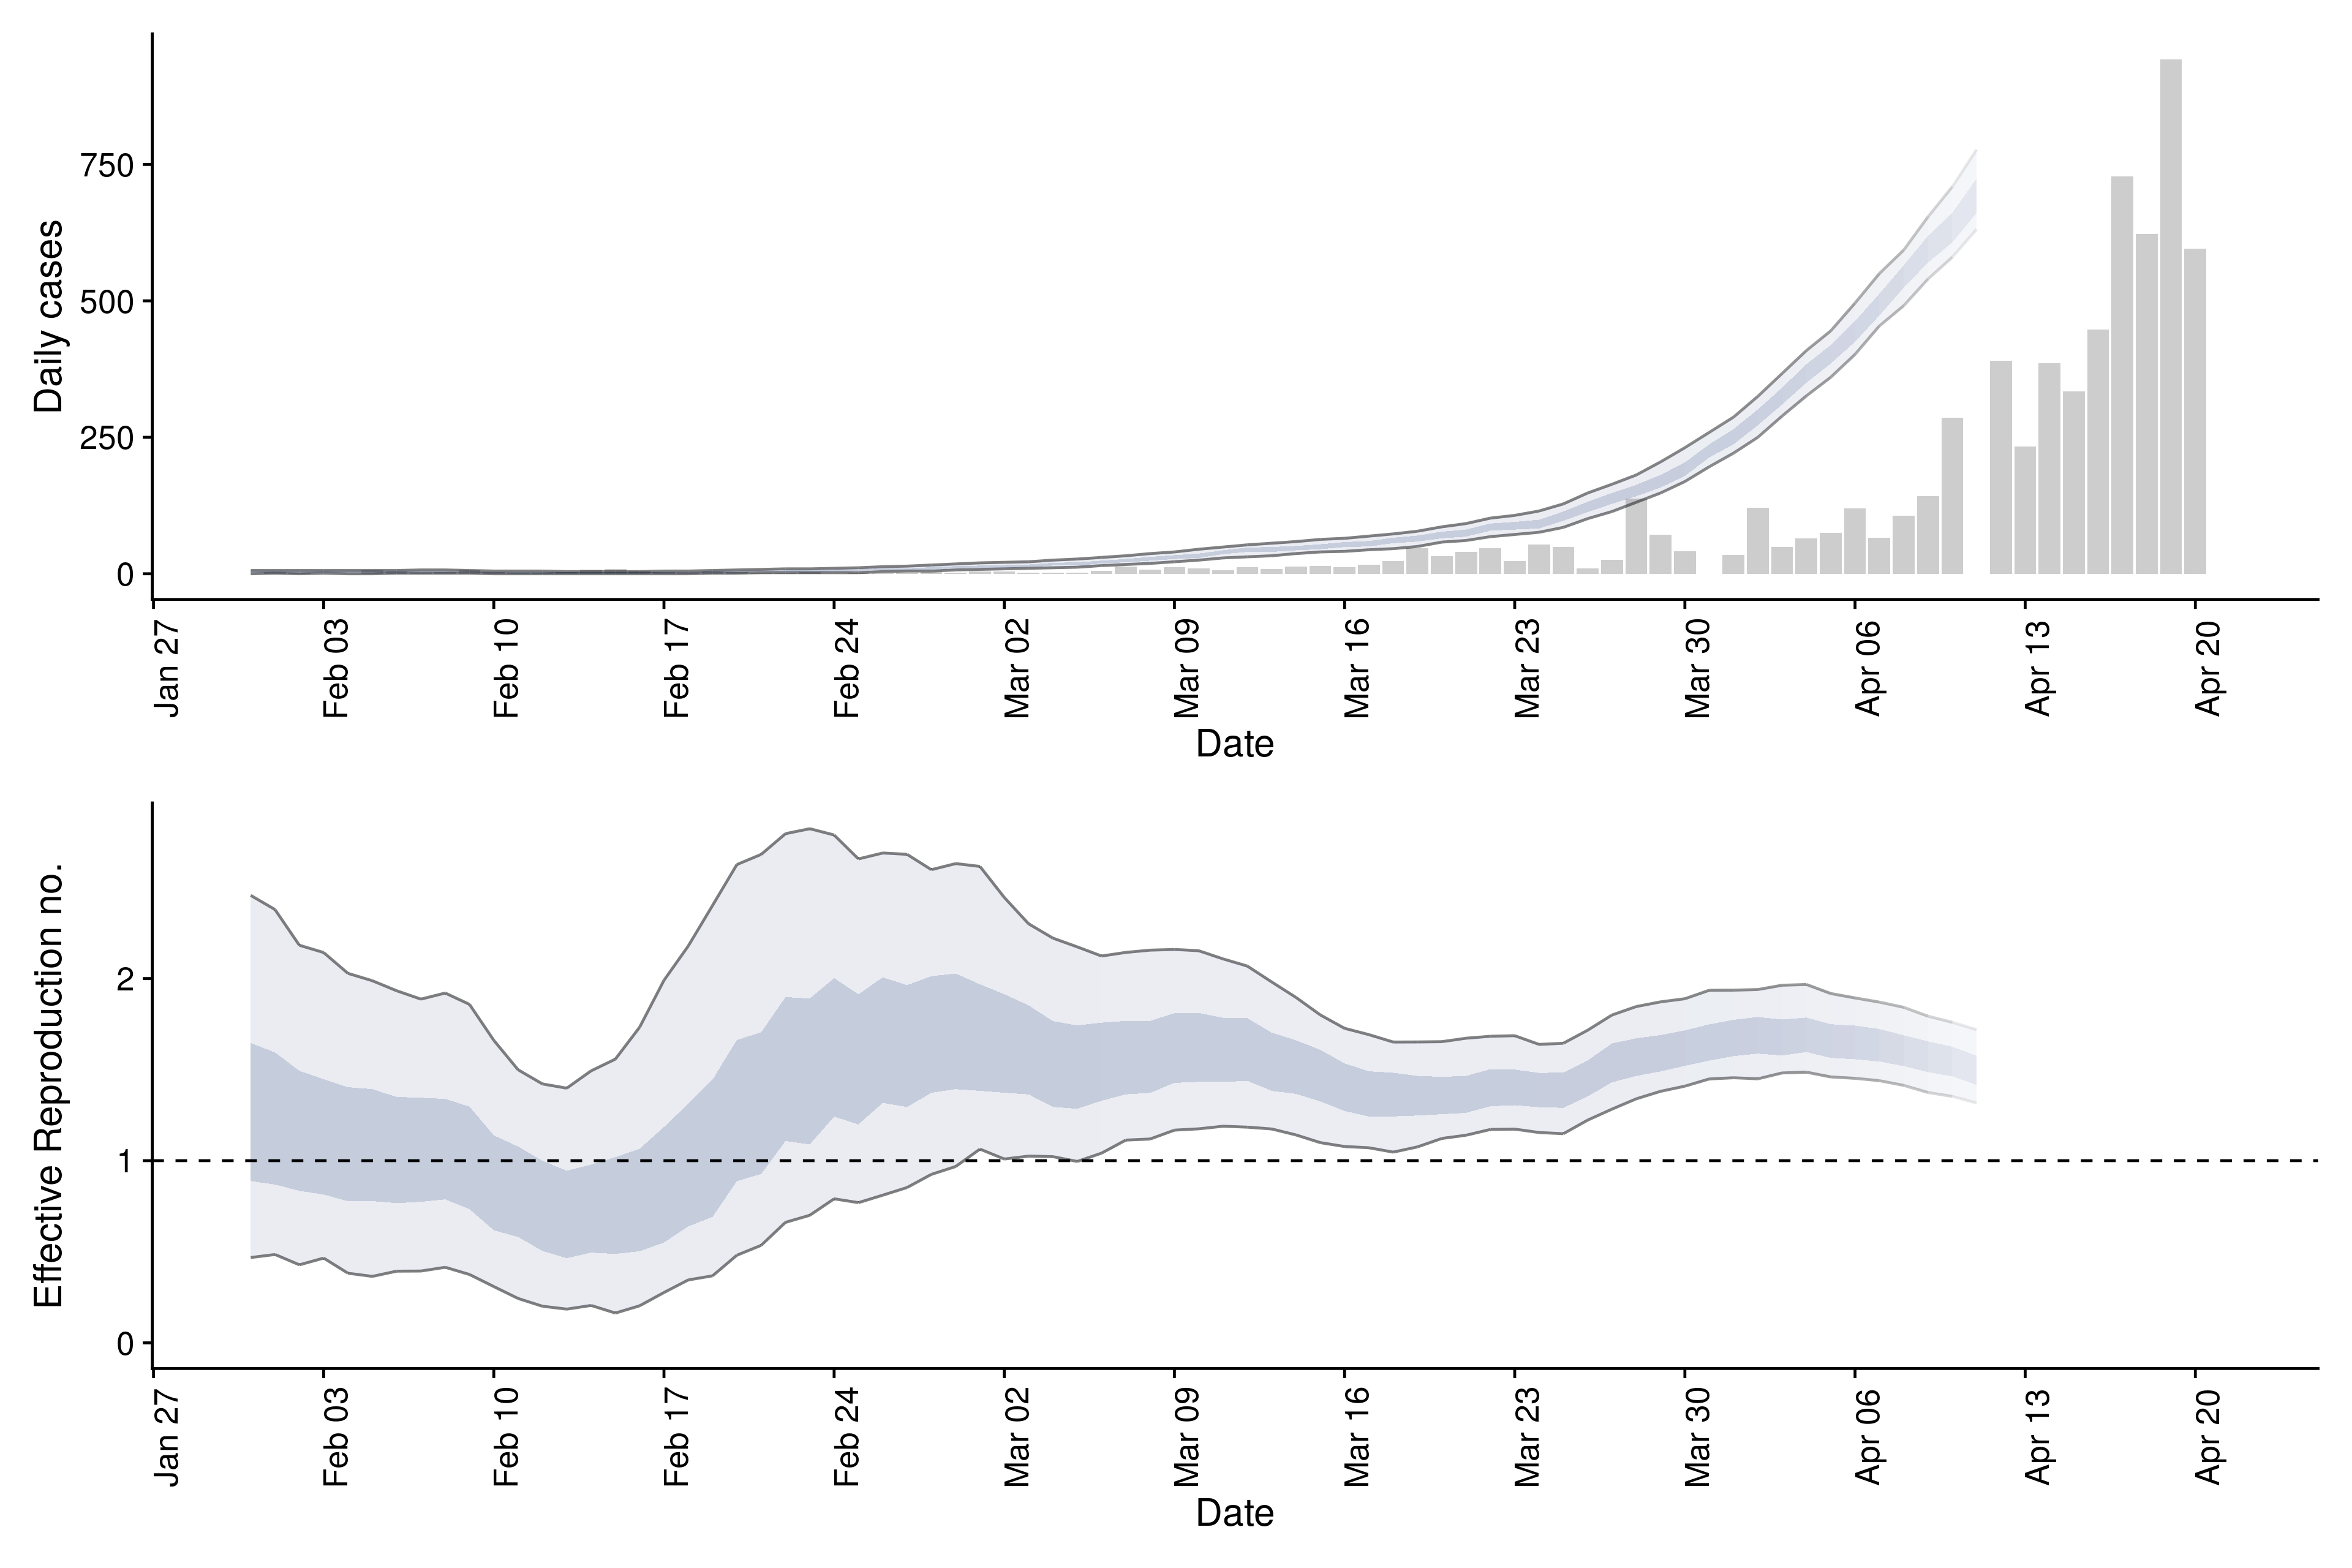 Daily cases
750
500
250
0
Jan 27
Feb 03
Feb 10
Feb 17
Feb 24
Mar 02
Mar 09
Mar 16
Mar 23
Mar 30
Apr 06
Apr 13
Apr 20
Date
Effective Reproduction no.
2
1
0
Jan 27
Feb 03
Feb 10
Feb 17
Feb 24
Mar 02
Mar 09
Mar 16
Mar 23
Mar 30
Apr 06
Apr 13
Apr 20
Date